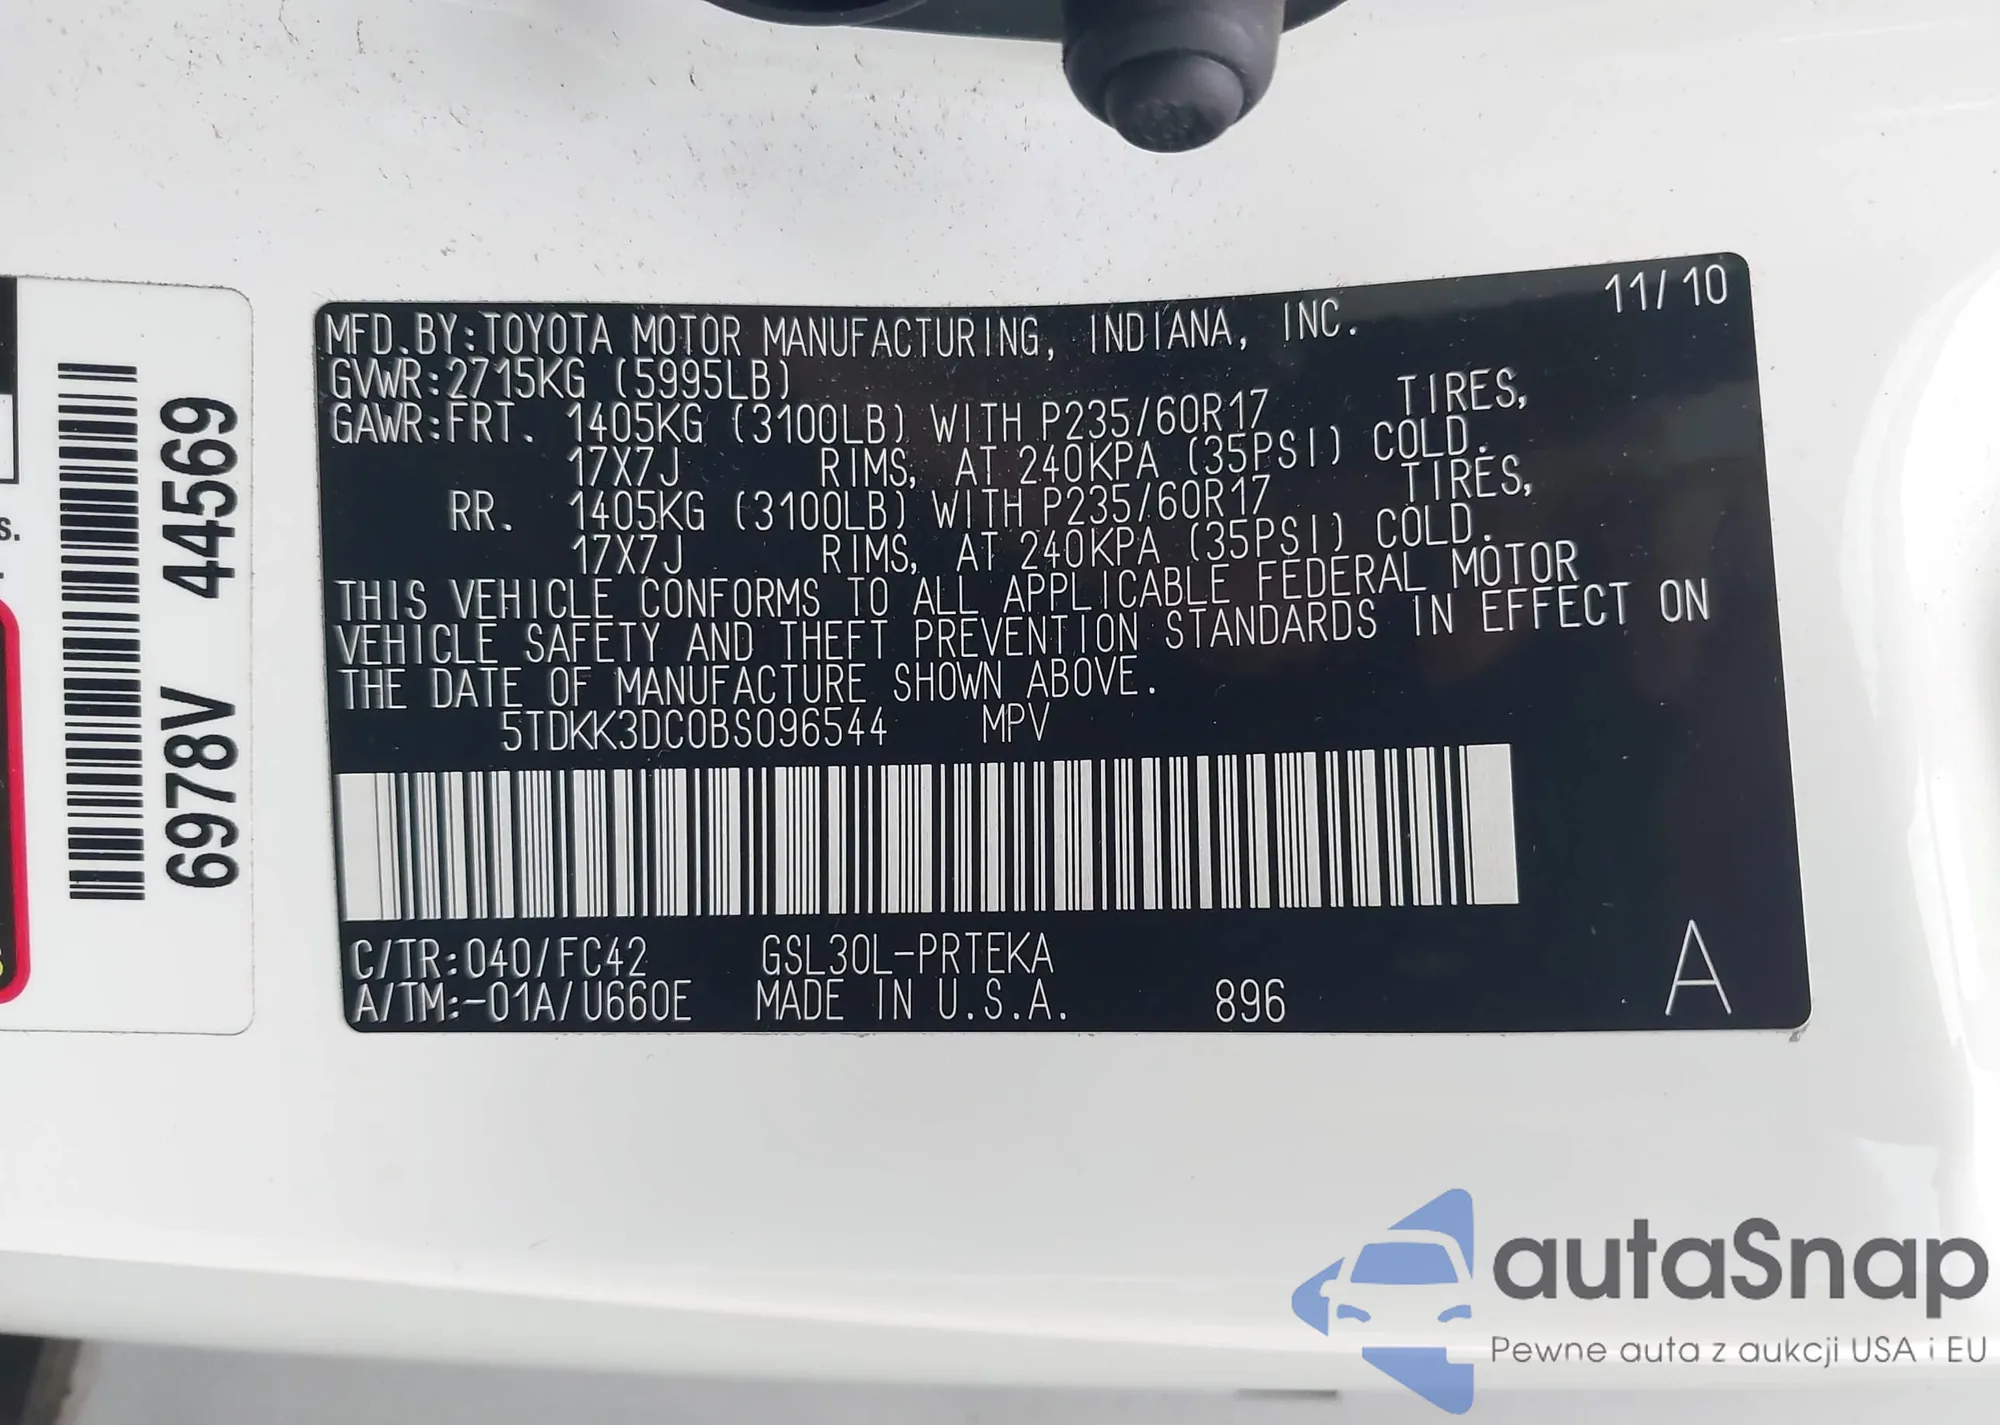 11/10
MFD.BY:TOYOTA MOTOR MANUFACTURING, INDIANA, INC.
GVWR:2715KG (5995LB)
GAWR:FRT. 1405KG (3100LB) WITH P235/60R17 TIRES,
17X7J RIMS, AT 240KPA (35PSI) COLD.
RR. 1405KG (3100LB) WITH P235/60R17 TIRES,
17X7J RIMS, AT 240KPA (35PSI) COLD.
THIS VEHICLE CONFORMS TO ALL APPLICABLE FEDERAL MOTOR
VEHICLE SAFETY AND THEFT PREVENTION STANDARDS IN EFFECT ON
THE DATE OF MANUFACTURE SHOWN ABOVE.
5TDKK3DC0BS096544 MPV
C/TR:040/FC42 GSL30L-PRTEKA
A/TM:-01A/U660E MADE IN U.S.A. 896 A
6978V 44569
s.
autaSnap
Pewne auta z aukcji USA i EU